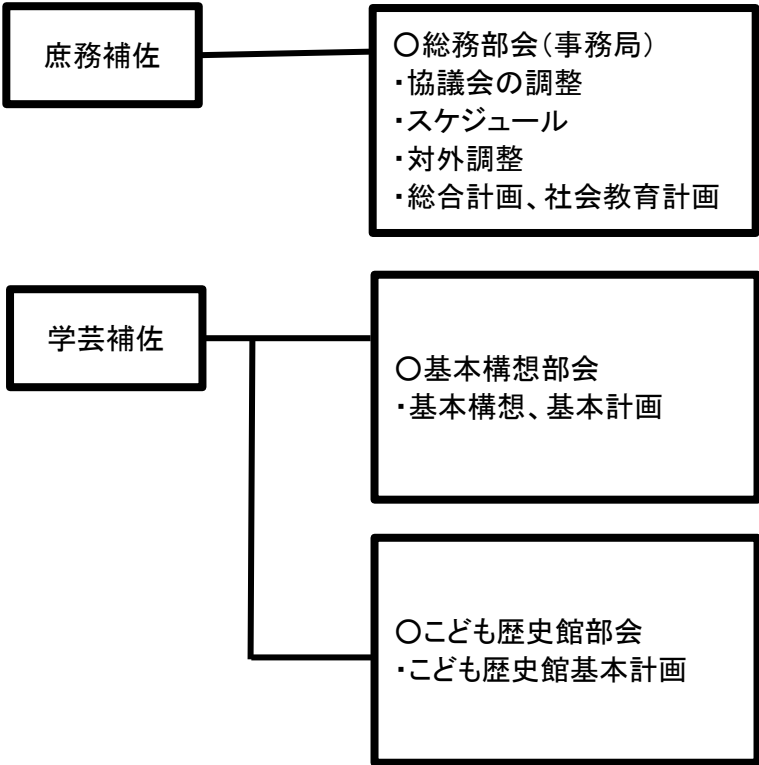 庶務補佐
○総務部会(事務局)
・協議会の調整
・スケジュール
・対外調整
・総合計画、社会教育計画
学芸補佐
○基本構想部会
・基本構想、基本計画
○こども歴史館部会
・こども歴史館基本計画